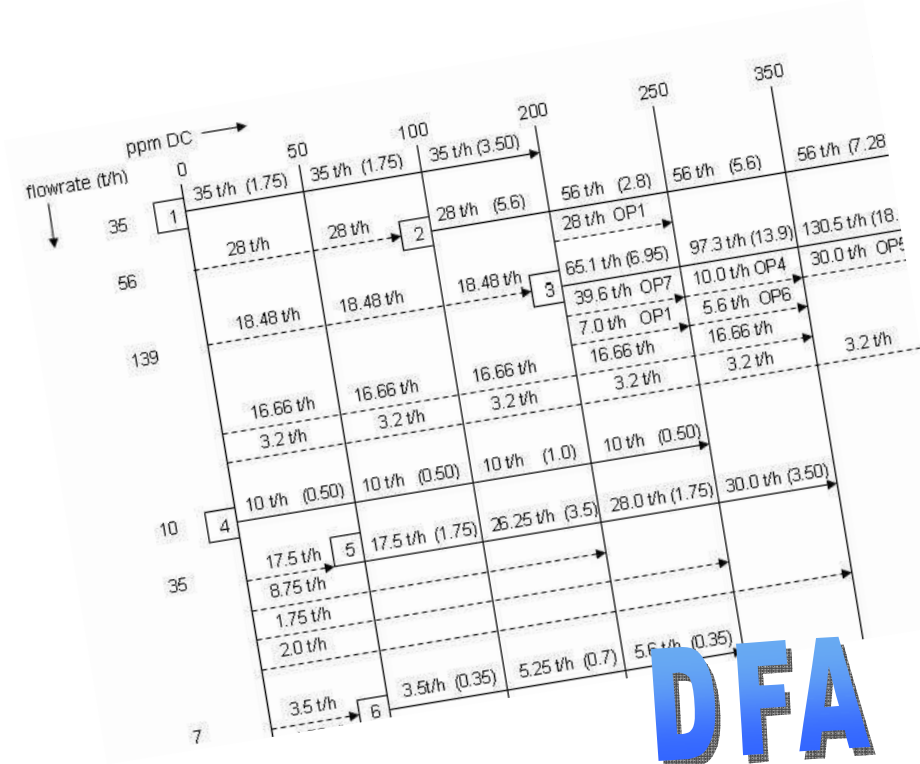 ppm DC
0 50 100 200 250 350
flowrate (t/h)
35 1 35 t/h (1.75) 35 t/h (1.75) 35 t/h (3.50) 56 t/h (2.8) 56 t/h (5.6) 56 t/h (7.28
28 t/h 28 t/h 2 28 t/h (5.6) 28 t/h OP1
56
65.1 t/h (6.95) 97.3 t/h (13.9) 130.5 t/h (18.
18.48 t/h 18.48 t/h 18.48 t/h 3 39.6 t/h OP7 10.0 t/h OP4 30.0 t/h OP5
7.0 t/h OP1 5.6 t/h OP6
139
16.66 t/h 16.66 t/h 16.66 t/h 16.66 t/h 16.66 t/h
3.2 t/h 3.2 t/h 3.2 t/h 3.2 t/h 3.2 t/h 3.2 t/h
10 4 10 t/h (0.50) 10 t/h (0.50) 10 t/h (1.0) 10 t/h (0.50)
17.5 t/h 5 17.5 t/h (1.75) 26.25 t/h (3.5) 28.0 t/h (1.75) 30.0 t/h (3.50)
35
8.75 t/h
1.75 t/h
2.0 t/h
3.5 t/h 6 3.5t/h (0.35) 5.25 t/h (0.7) 5.6 t/h (0.35)
7
DFA